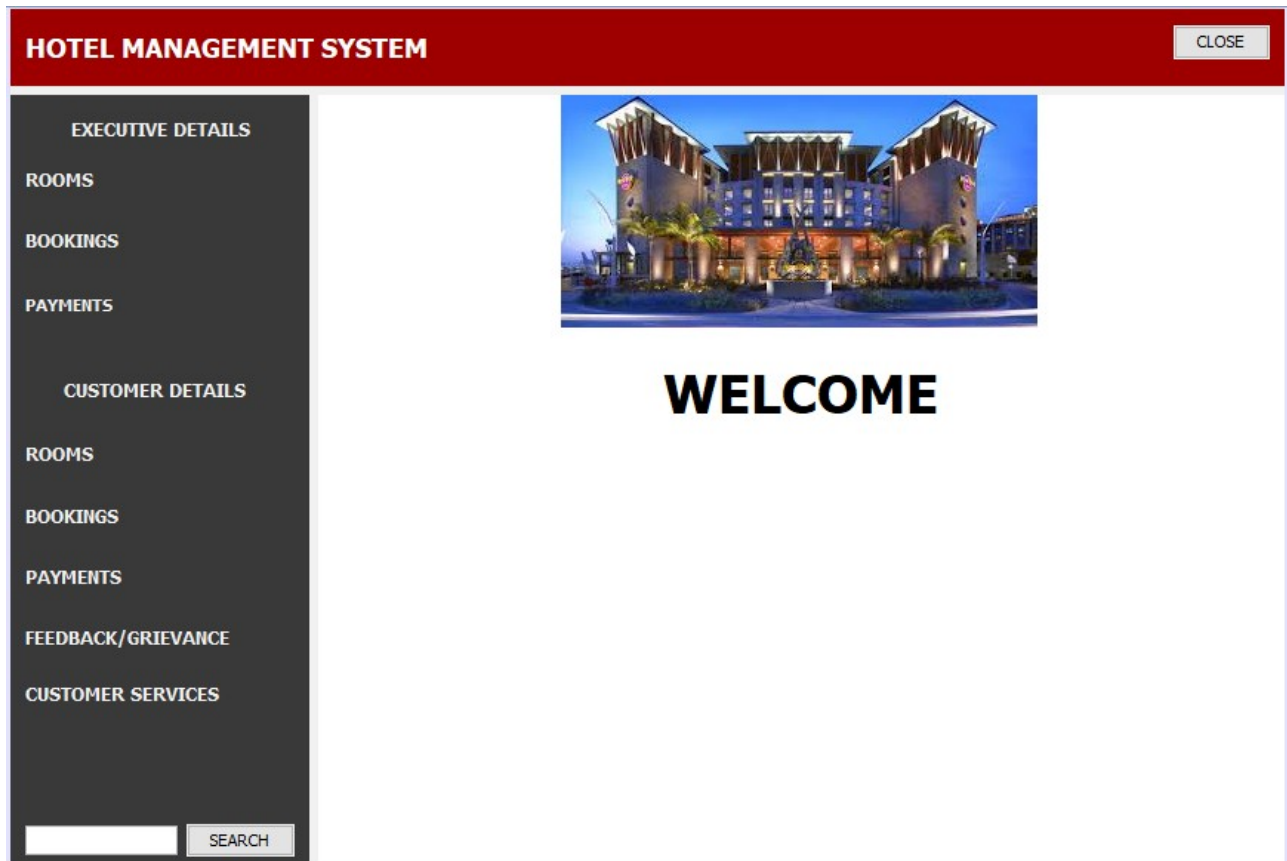 HOTEL MANAGEMENT SYSTEM
CLOSE
EXECUTIVE DETAILS
ROOMS
BOOKINGS
PAYMENTS
CUSTOMER DETAILS
ROOMS
BOOKINGS
PAYMENTS
FEEDBACK/GRIEVANCE
CUSTOMER SERVICES
SEARCH
WELCOME